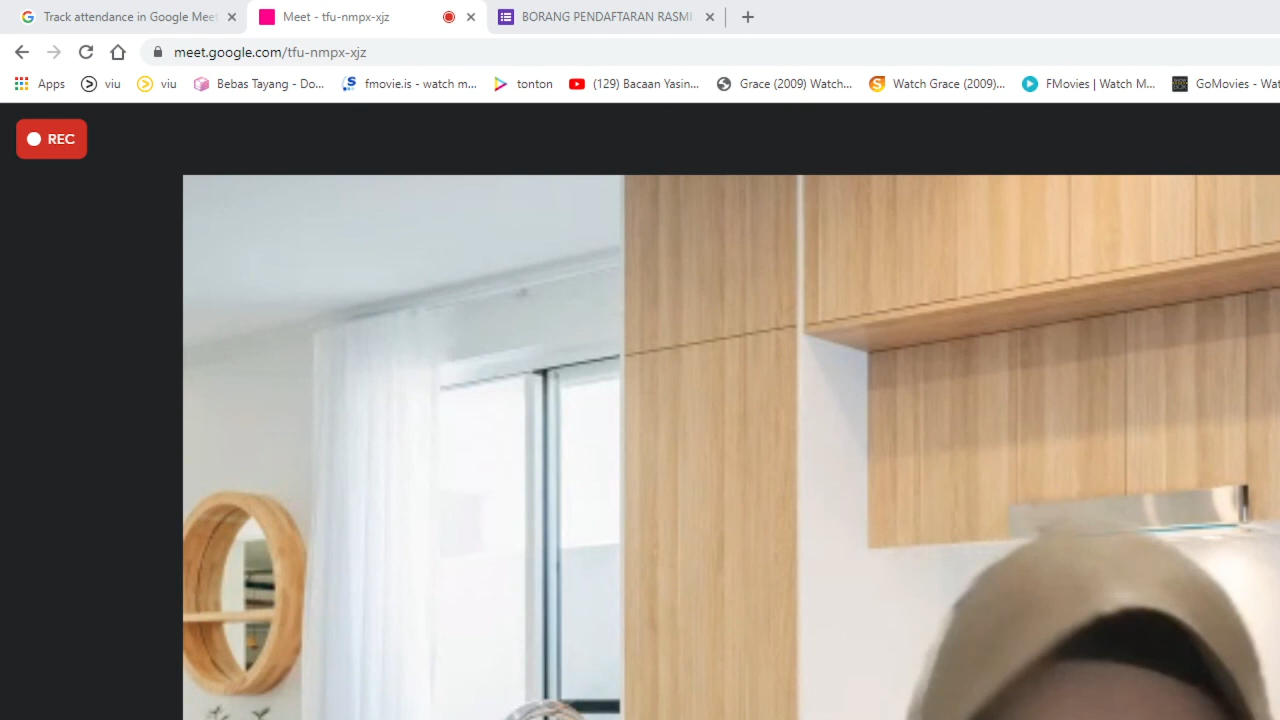 Track attendance in Google Meet
Meet - tfu-nmpx-xjz
BORANG PENDAFTARAN RASMI
meet.google.com/tfu-nmpx-xjz
Apps
viu
viu
Bebas Tayang - Do...
fmovie.is - watch m...
tonton
(129) Bacaan Yasin...
Grace (2009) Watch...
Watch Grace (2009)...
FMovies | Watch M...
GoMovies - Wat
REC